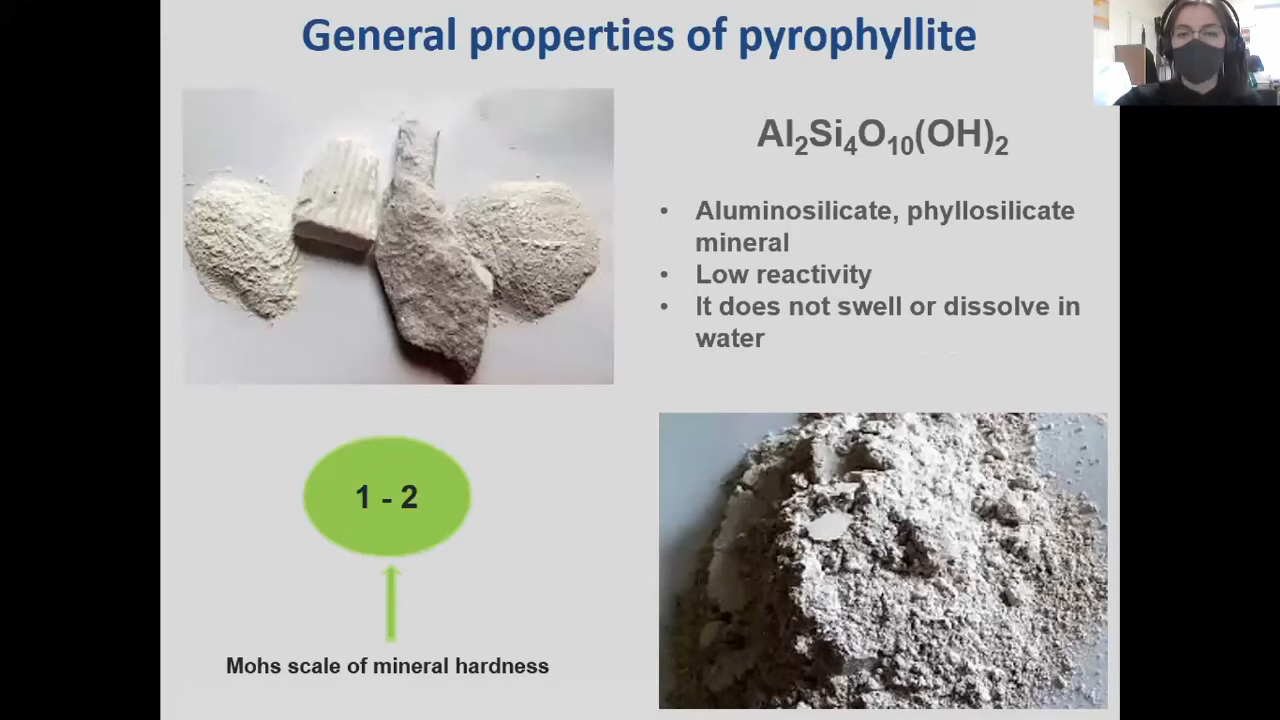 General properties of pyrophyllite
Al₂Si₄O₁₀(OH)₂
• Aluminosilicate, phyllosilicate
mineral
• Low reactivity
• It does not swell or dissolve in
water
1 - 2
Mohs scale of mineral hardness